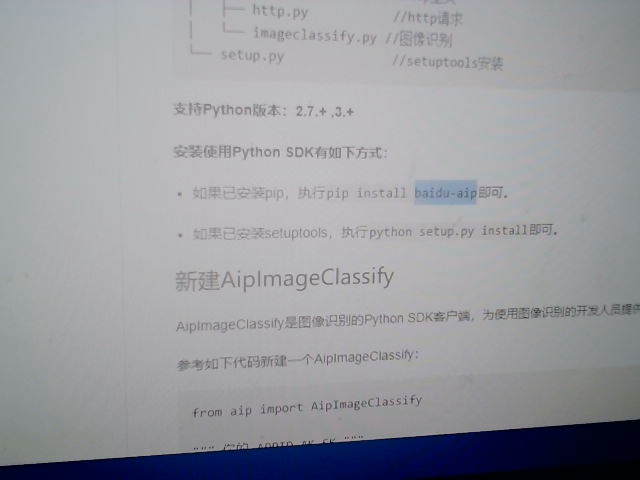 │ ├── http.py //http请求
│ └── imageclassify.py //图像识别
└── setup.py //setuptools安装
支持Python版本：2.7.+ ,3.+
安装使用Python SDK有如下方式：
• 如果已安装pip，执行pip install baidu-aip即可。
• 如果已安装setuptools，执行python setup.py install即可。
新建AipImageClassify
AipImageClassify是图像识别的Python SDK客户端，为使用图像识别的开发人员提供
参考如下代码新建一个AipImageClassify：
from aip import AipImageClassify
""" 你的 APPID AK SK """